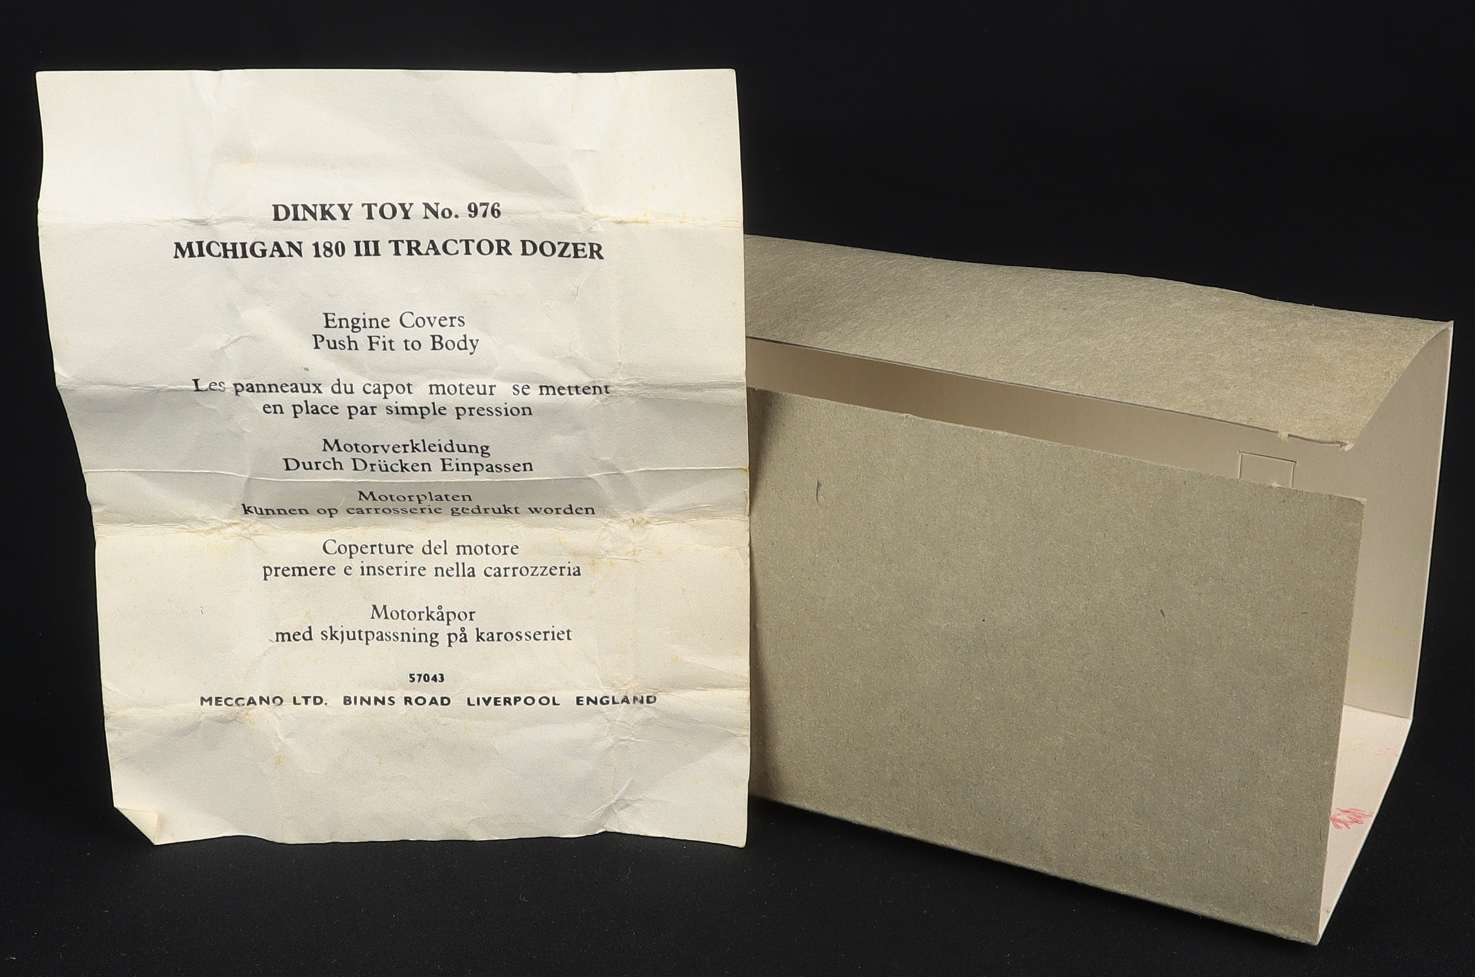 DINKY TOY No. 976
MICHIGAN 180 III TRACTOR DOZER
Engine Covers
Push Fit to Body
Les panneaux du capot moteur se mettent
en place par simple pression
Motorverkleidung
Durch Drücken Einpassen
Motorplaten
kunnen op carrosserie gedrukt worden
Coperture del motore
premere e inserire nella carrozzeria
Motorkåpor
med skjutpassning på karosseriet
57043
MECCANO LTD. BINNS ROAD LIVERPOOL ENGLAND